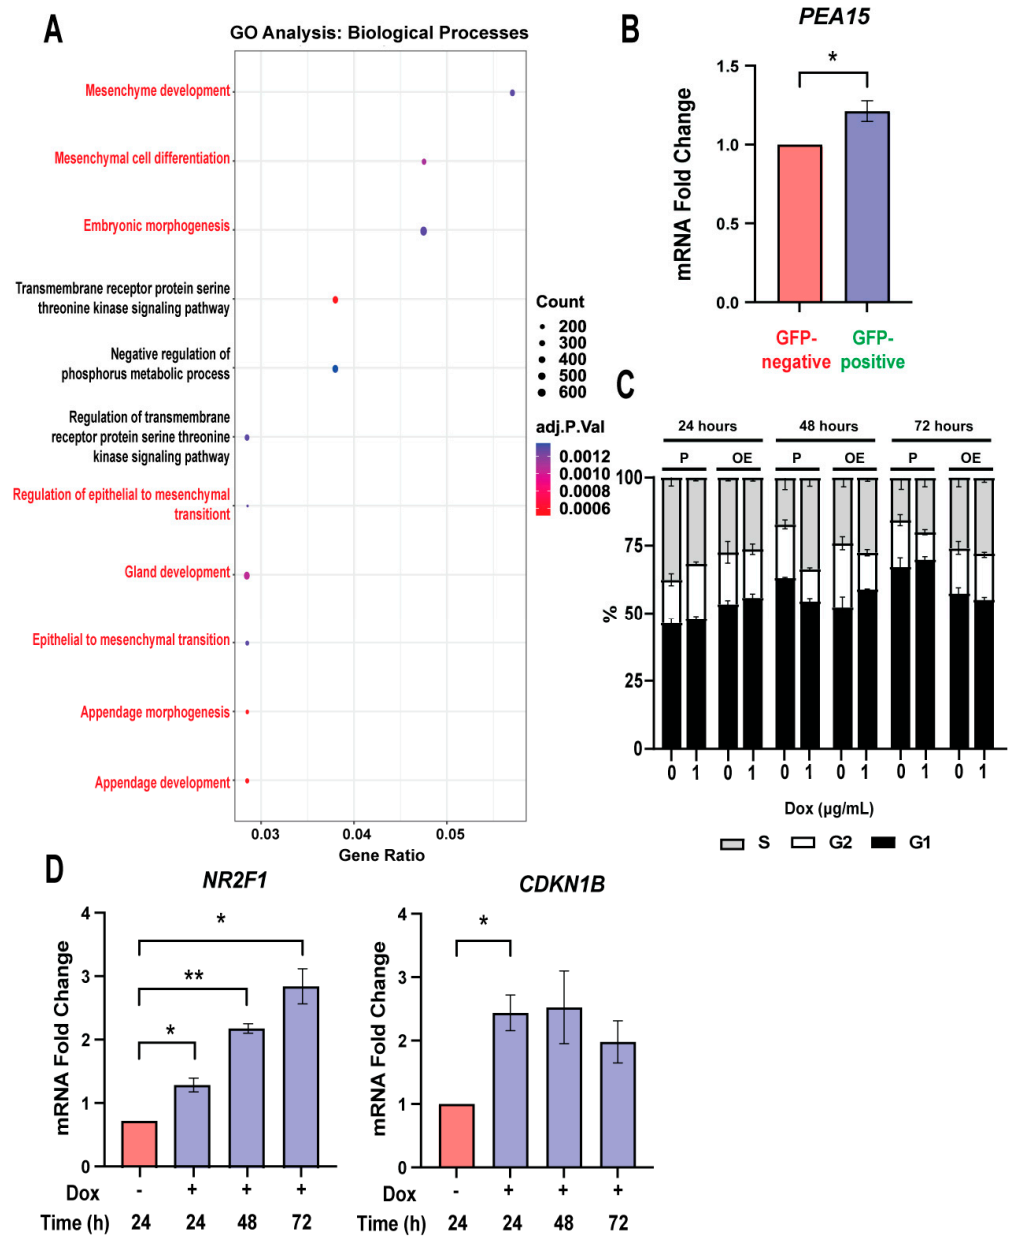 A
GO Analysis: Biological Processes
Mesenchyme development
Mesenchymal cell differentiation
Embryonic morphogenesis
Transmembrane receptor protein serine
threonine kinase signaling pathway
Negative regulation of
phosphorus metabolic process
Regulation of transmembrane
receptor protein serine threonine
kinase signaling pathway
Regulation of epithelial to mesenchymal
transitiont
Gland development
Epithelial to mesenchymal transition
Appendage morphogenesis
Appendage development
0.03 0.04 0.05
Gene Ratio
Count
200
300
400
500
600
adj.P.Val
0.0012
0.0010
0.0008
0.0006
B
PEA15
*
mRNA Fold Change
1.5
1.0
0.5
0.0
GFP-
negative
GFP-
positive
C
24 hours 48 hours 72 hours
P OE P OE P OE
%
100
75
50
25
0
0 1 0 1 0 1 0 1 0 1 0 1
Dox (µg/mL)
S G2 G1
D
NR2F1
*
**
*
mRNA Fold Change
4
3
2
1
0
Dox - + + +
Time (h) 24 24 48 72
CDKN1B
*
mRNA Fold Change
4
3
2
1
0
Dox - + + +
Time (h) 24 24 48 72